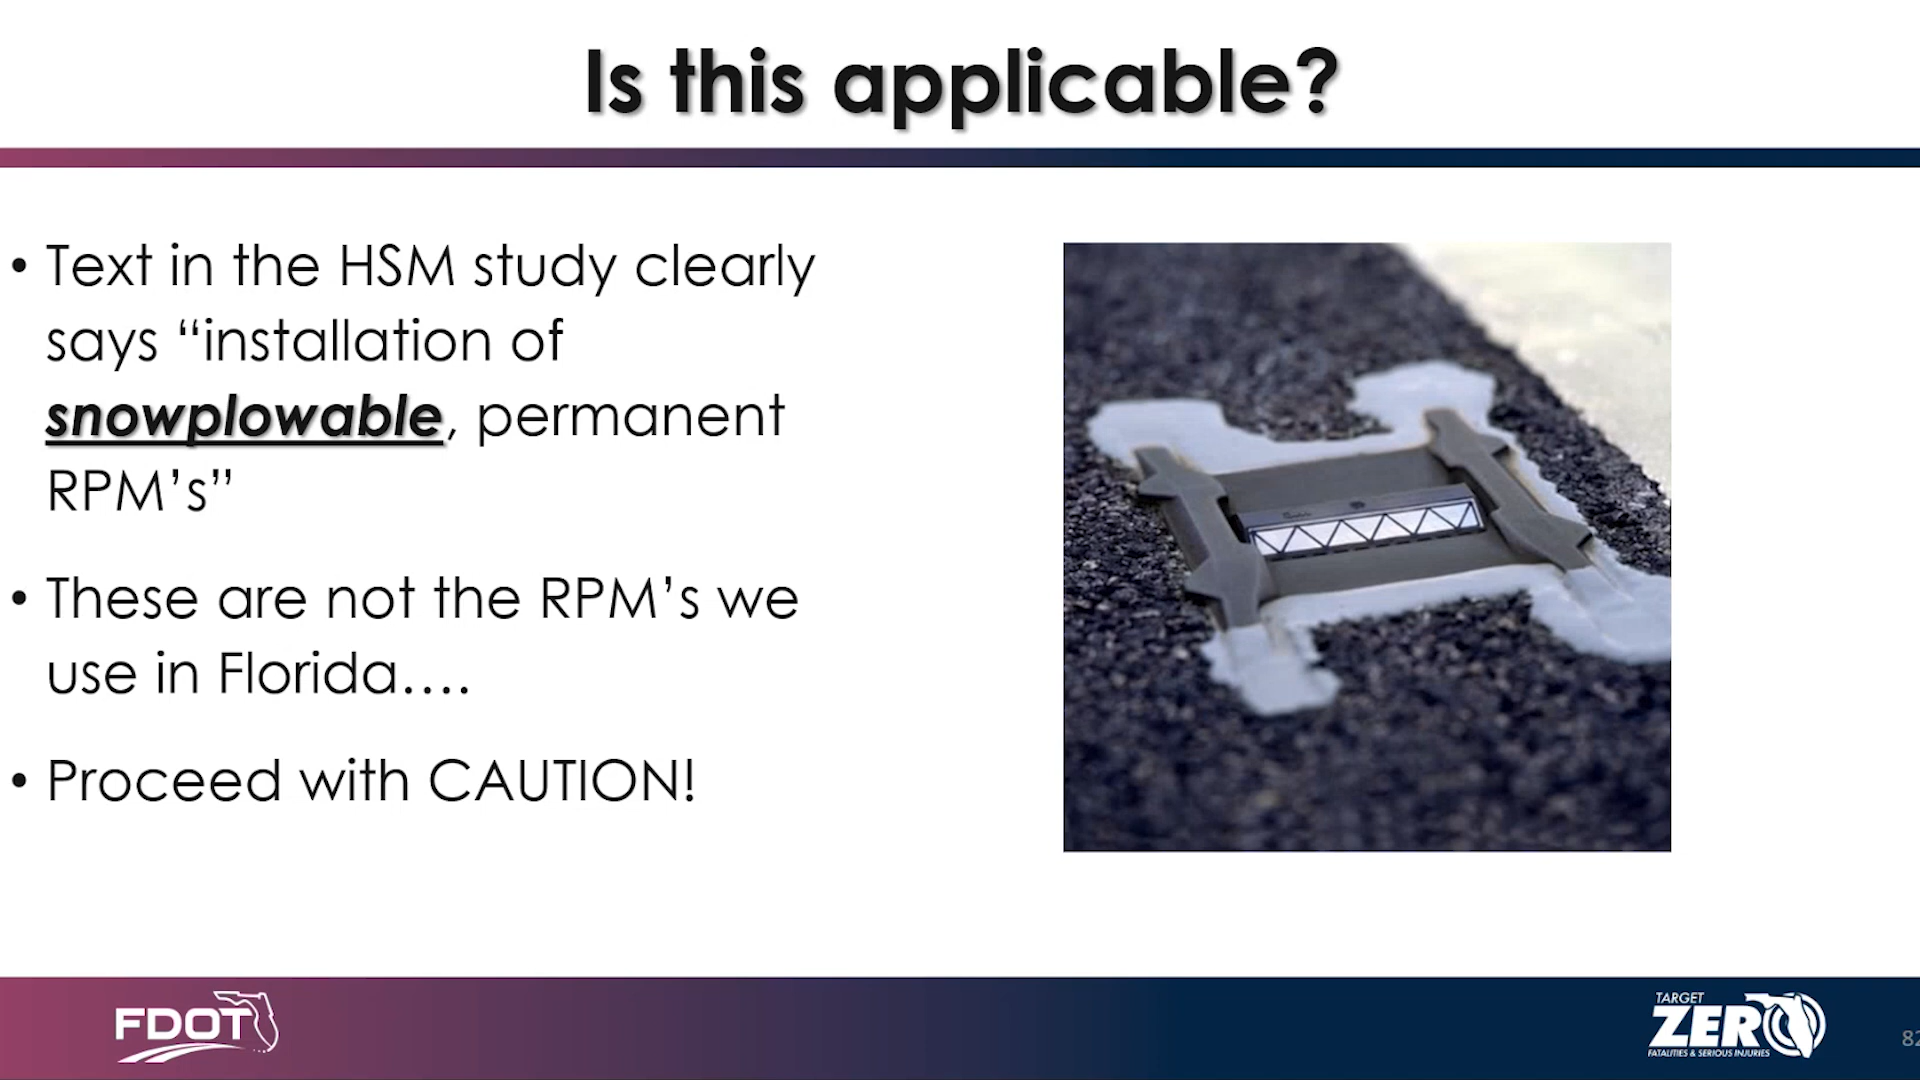 Is this applicable?
• Text in the HSM study clearly
says “installation of
snowplowable, permanent
RPM’s”
• These are not the RPM’s we
use in Florida….
• Proceed with CAUTION!
FDOT
TARGET
ZERO
FATALITIES & SERIOUS INJURIES
82